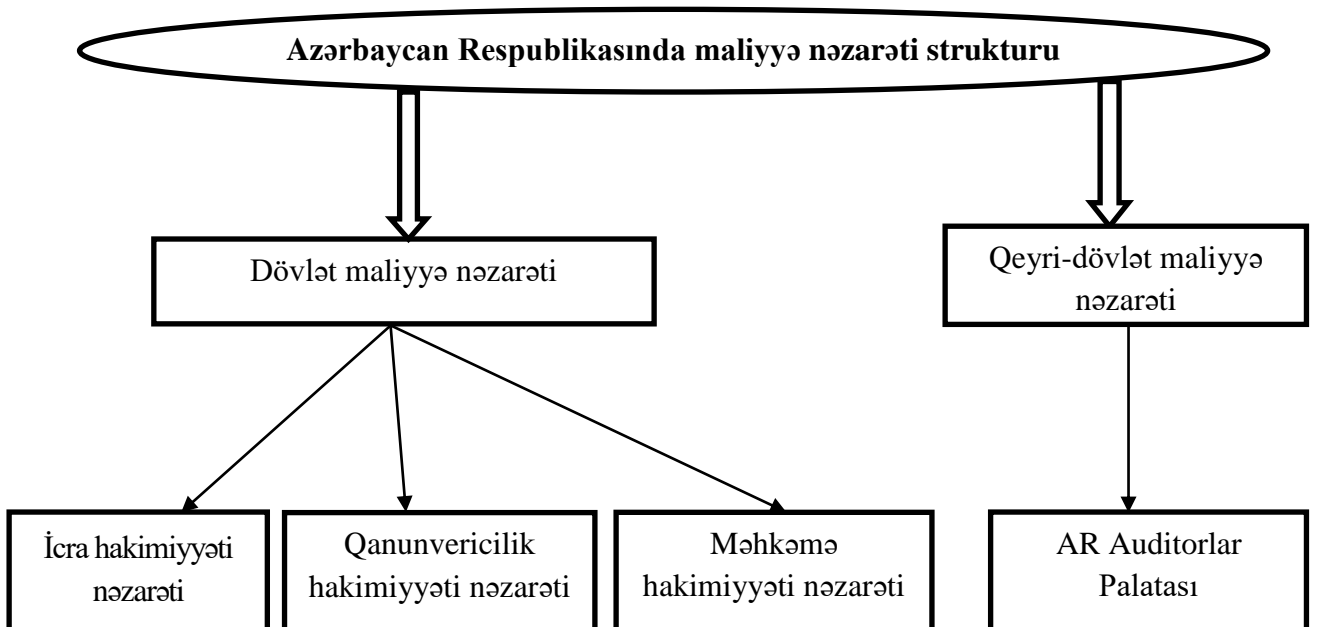 Azərbaycan Respublikasında maliyyə nəzarəti strukturu
Dövlət maliyyə nəzarəti
Qeyri-dövlət maliyyə
nəzarəti
İcra hakimiyyəti
nəzarəti
Qanunvericilik
hakimiyyəti nəzarəti
Məhkəmə
hakimiyyəti nəzarəti
AR Auditorlar
Palatası